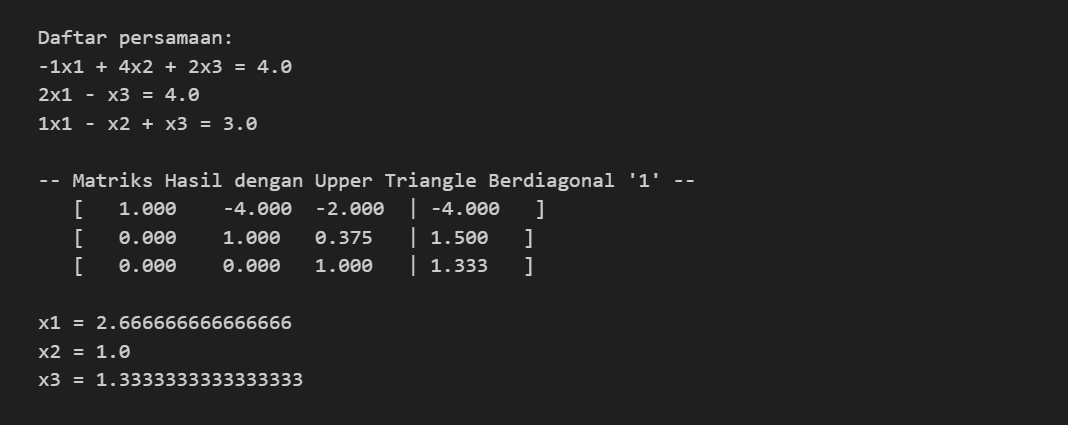 Daftar persamaan:
-1x1 + 4x2 + 2x3 = 4.0
2x1 - x3 = 4.0
1x1 - x2 + x3 = 3.0
-- Matriks Hasil dengan Upper Triangle Berdiagonal '1' --
[ 1.000 -4.000 -2.000 | -4.000 ]
[ 0.000 1.000 0.375 | 1.500 ]
[ 0.000 0.000 1.000 | 1.333 ]
x1 = 2.666666666666666
x2 = 1.0
x3 = 1.3333333333333333